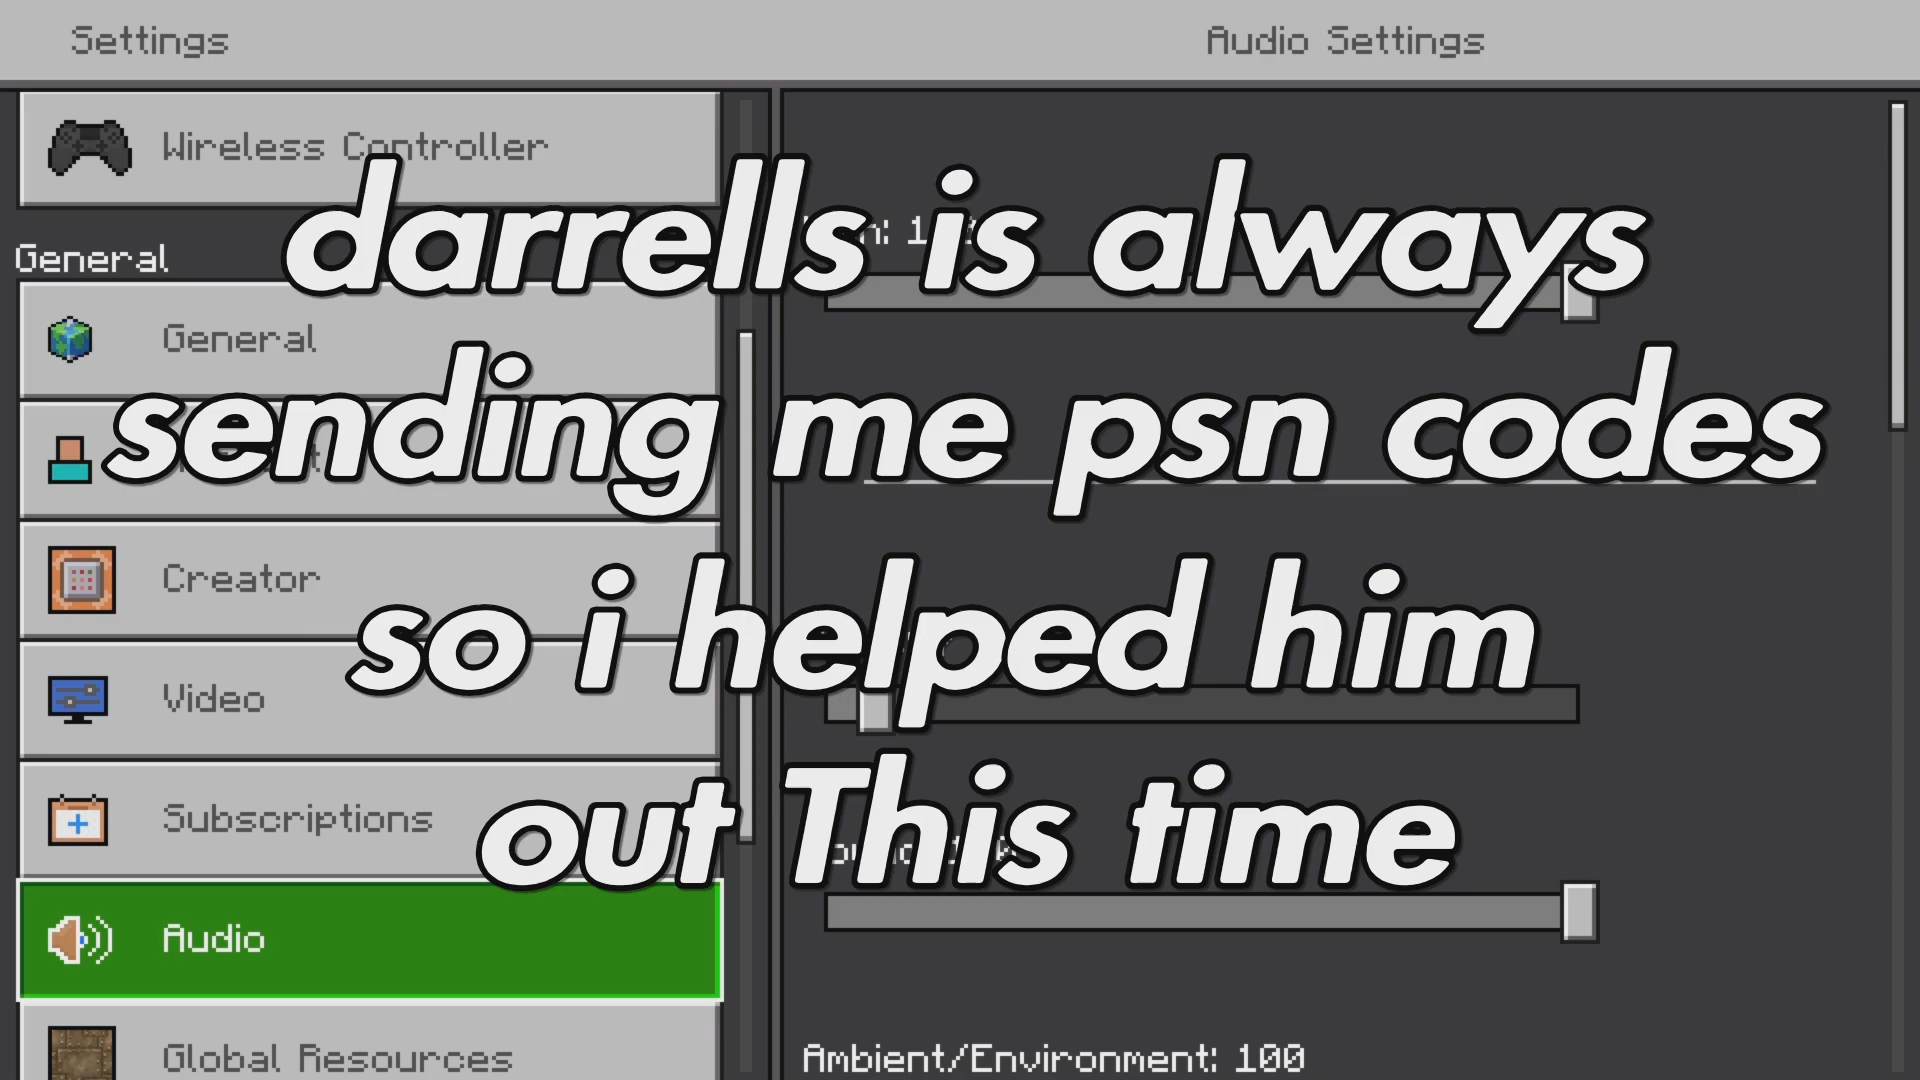 Settings
Audio Settings
Wireless Controller
General
General
Creator
Video
Subscriptions
Audio
Global Resources
Ambient/Environment: 100
darrells is always
sending me psn codes
so i helped him
out This time